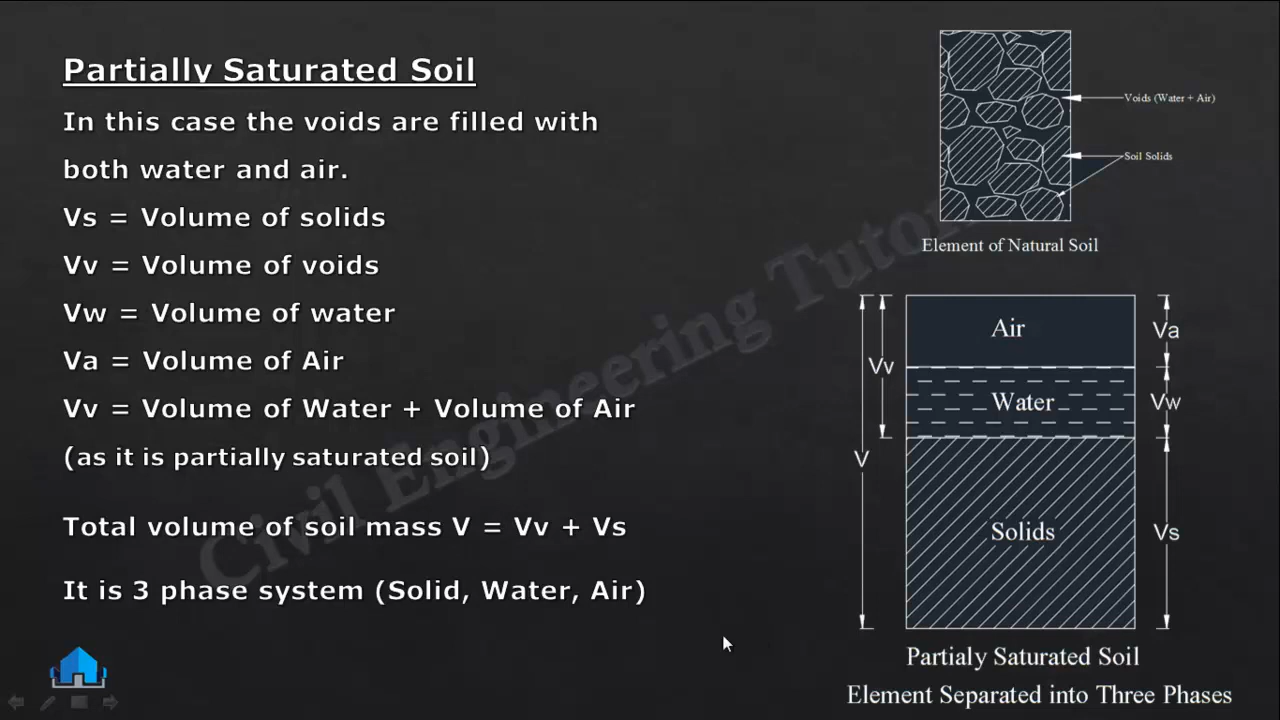 Partially Saturated Soil
In this case the voids are filled with
both water and air.
Vs = Volume of solids
Vv = Volume of voids
Vw = Volume of water
Va = Volume of Air
Vv = Volume of Water + Volume of Air
(as it is partially saturated soil)
Total volume of soil mass V = Vv + Vs
It is 3 phase system (Solid, Water, Air)
Voids (Water + Air)
Soil Solids
Element of Natural Soil
Air
Va
Vv
Water
Vw
V
Solids
Vs
Partialy Saturated Soil
Element Separated into Three Phases
Civil Engineering Tutor